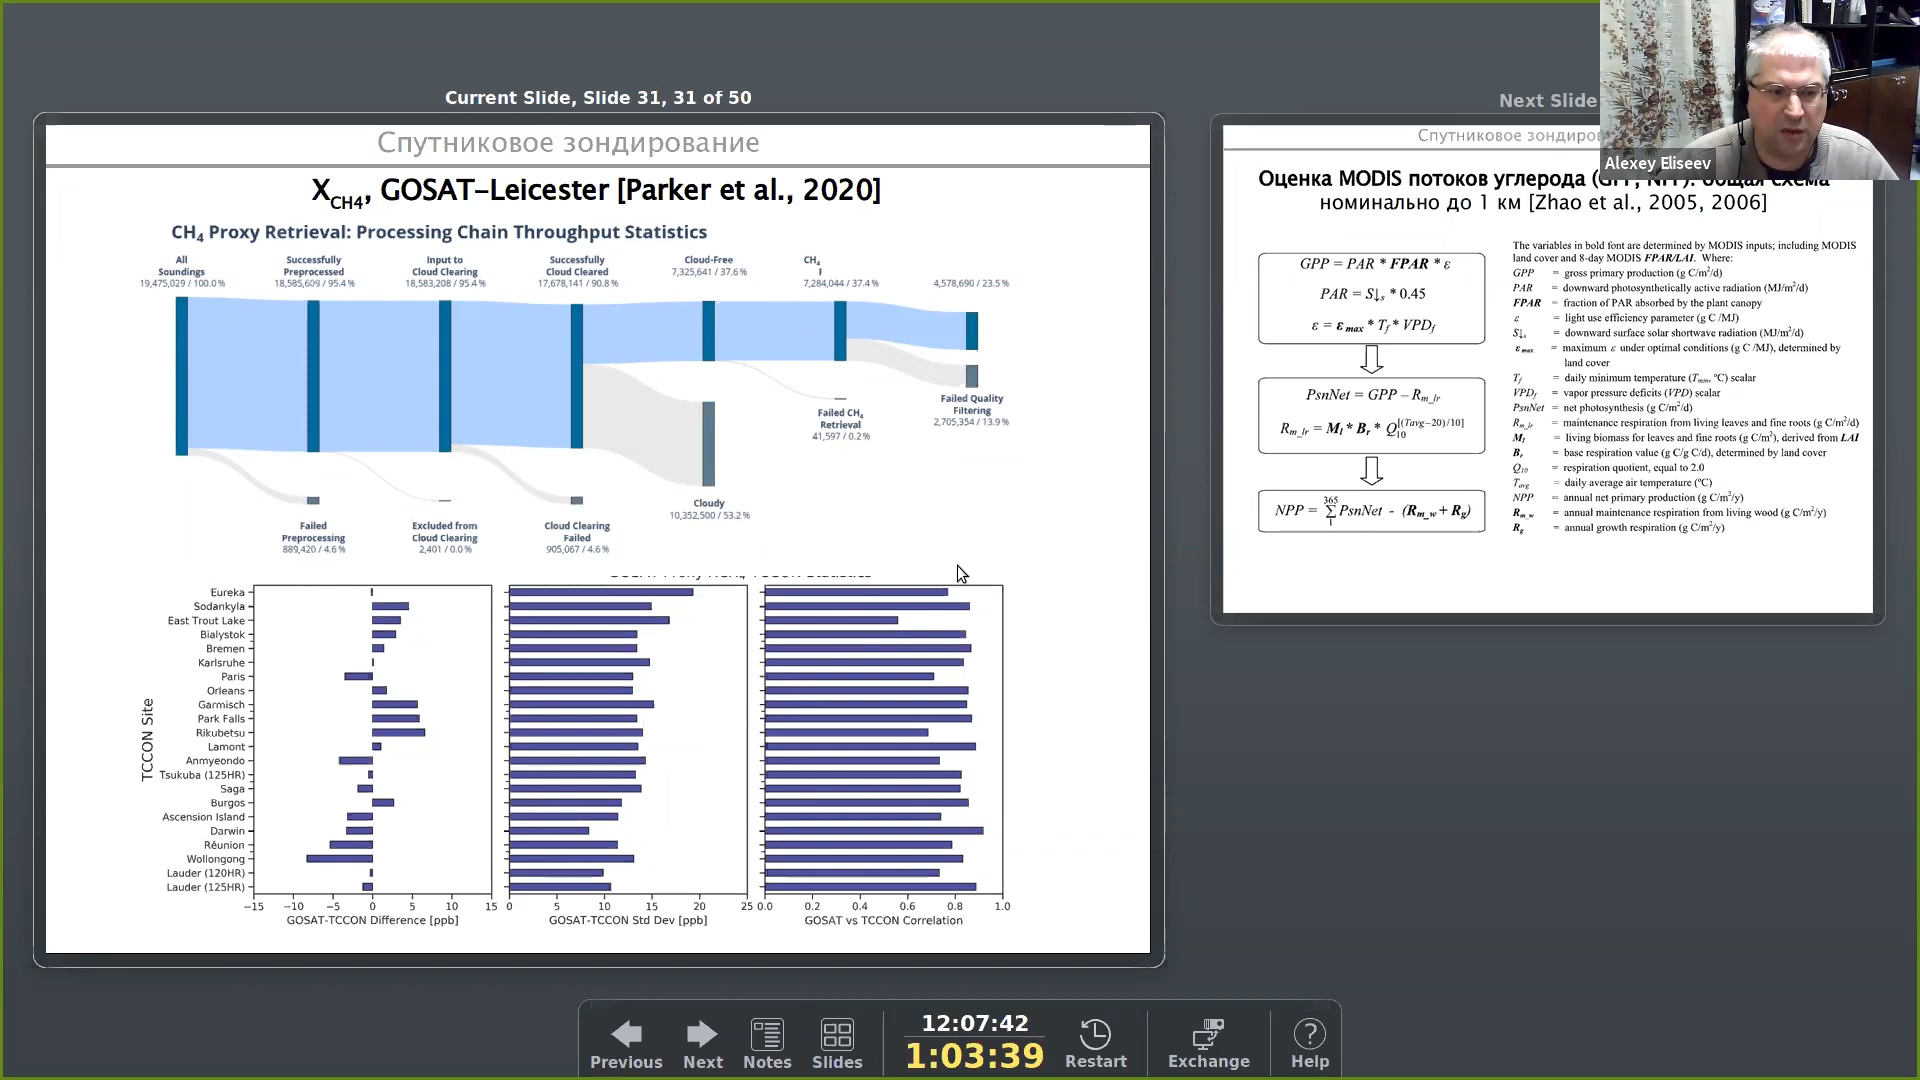 Current Slide, Slide 31, 31 of 50
Спутниковое зондирование
X_CH4, GOSAT–Leicester [Parker et al., 2020]
CH4 Proxy Retrieval: Processing Chain Throughput Statistics
All
Soundings
19,475,029 / 100.0 %
Successfully
Preprocessed
18,585,609 / 95.4 %
Input to
Cloud Clearing
18,583,208 / 95.4 %
Successfully
Cloud Cleared
17,678,141 / 90.8 %
Cloud-Free
7,325,641 / 37.6 %
CH4
7,284,044 / 37.4 %
4,578,690 / 23.5 %
Failed
Preprocessing
889,420 / 4.6 %
Excluded from
Cloud Clearing
2,401 / 0.0 %
Cloud Clearing
Failed
905,067 / 4.6 %
Cloudy
10,352,500 / 53.2 %
Failed CH4
Retrieval
41,597 / 0.2 %
Failed Quality
Filtering
2,705,354 / 13.9 %
TCCON Site
Eureka
Sodankyla
East Trout Lake
Bialystok
Bremen
Karlsruhe
Paris
Orleans
Garmisch
Park Falls
Rikubetsu
Lamont
Anmyeondo
Tsukuba (125HR)
Saga
Burgos
Ascension Island
Darwin
Réunion
Wollongong
Lauder (120HR)
Lauder (125HR)
−15 −10 −5 0 5 10 15
GOSAT-TCCON Difference [ppb]
0 5 10 15 20 25
GOSAT-TCCON Std Dev [ppb]
0.0 0.2 0.4 0.6 0.8 1.0
GOSAT vs TCCON Correlation
Next Slide
Спутниковое
Оценка MODIS потоков углерода
номинально до 1 км [Zhao et al., 2005, 2006]
GPP = PAR * FPAR * ε
PAR = S↓s * 0.45
ε = ε max * Tf * VPDf
PsnNet = GPP – Rm_lr
Rm_lr = Ml * Br * Q10^[(Tavg−20)/10]
NPP = 365 Σ 1 PsnNet - (Rm_w + Rg)
The variables in bold font are determined by MODIS inputs; including MODIS
land cover and 8-day MODIS FPAR/LAI. Where:
GPP = gross primary production (g C/m²/d)
PAR = downward photosynthetically active radiation (MJ/m²/d)
FPAR = fraction of PAR absorbed by the plant canopy
ε = light use efficiency parameter (g C /MJ)
S↓s = downward surface solar shortwave radiation (MJ/m²/d)
ε max = maximum ε under optimal conditions (g C /MJ), determined by
land cover
Tf = daily minimum temperature (Tmin, ºC) scalar
VPDf = vapor pressure deficits (VPD) scalar
PsnNet = net photosynthesis (g C/m²/d)
Rm_lr = maintenance respiration from living leaves and fine roots (g C/m²/d)
Ml = living biomass for leaves and fine roots (g C/m²), derived from LAI
Br = base respiration value (g C/g C/d), determined by land cover
Q10 = respiration quotient, equal to 2.0
Tavg = daily average air temperature (ºC)
NPP = annual net primary production (g C/m²/y)
Rm_w = annual maintenance respiration from living wood (g C/m²/y)
Rg = annual growth respiration (g C/m²/y)
Alexey Eliseev
Previous
Next
Notes
Slides
12:07:42
1:03:39
Restart
Exchange
Help